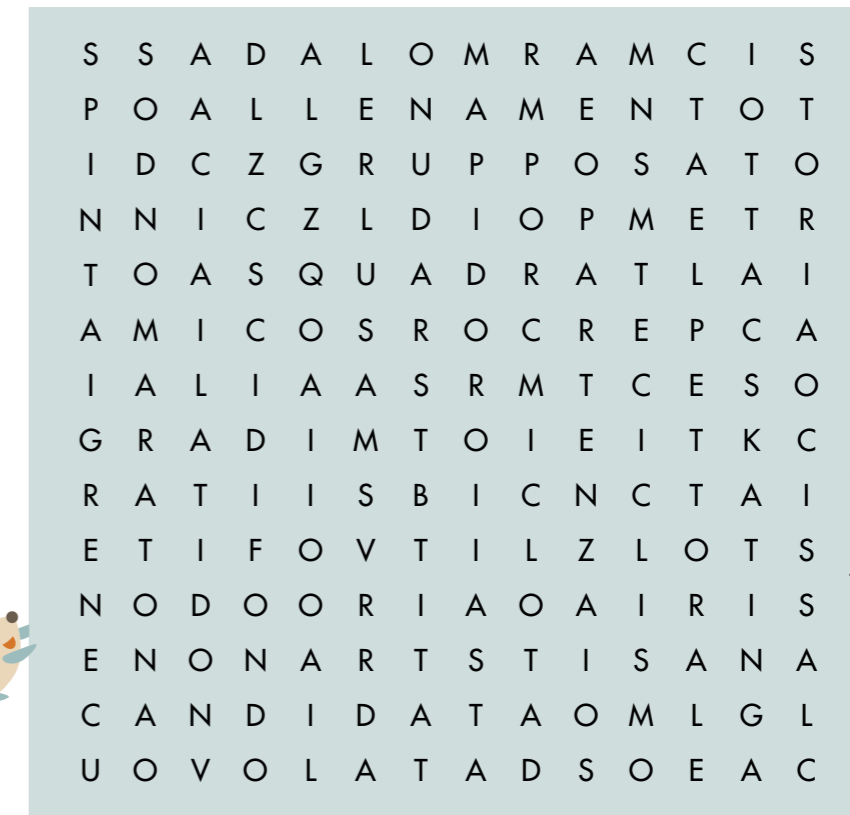 S S A D A L O M R A M C I S
P O A L L E N A M E N T O T
I D C Z G R U P P O S A T O
N N I C Z L D I O P M E T R
T O A S Q U A D R A T L A I
A M I C O S R O C R E P C A
I A L I A A S R M T C E S O
G R A D I M T O I E I T K C
R A T I I S B I C N C T A I
E T I F O V T I L Z L O T S
N O D O O R I A O A I R I S
E N O N A R T S T I S A N A
C A N D I D A T A O M L G L
U O V O L A T A D S O E A C